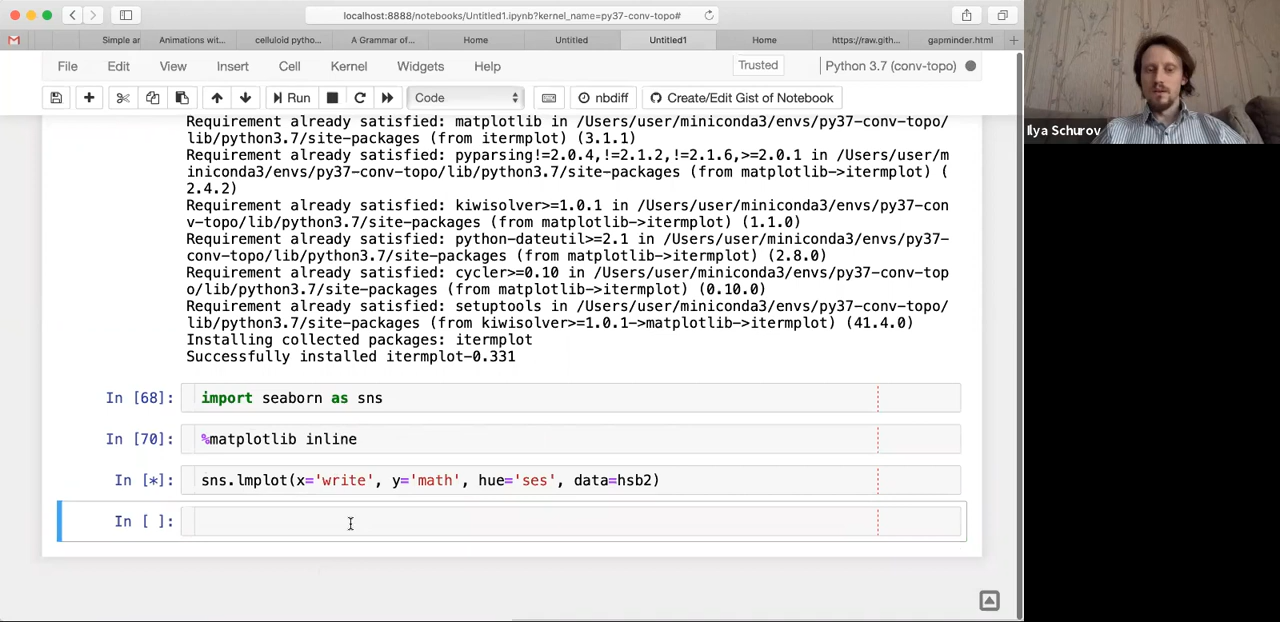 localhost:8888/notebooks/Untitled1.ipynb?kernel_name=py37-conv-topo#
Simple ar Animations wit... celluloid pytho... A Grammar of... Home Untitled Untitled1 Home https://raw.gith... gapminder.html
File Edit View Insert Cell Kernel Widgets Help Trusted Python 3.7 (conv-topo)
Run Code nbdiff Create/Edit Gist of Notebook
Ilya Schurov
Requirement already satisfied: matplotlib in /Users/user/miniconda3/envs/py37-conv-topo/
lib/python3.7/site-packages (from itermplot) (3.1.1)
Requirement already satisfied: pyparsing!=2.0.4,!=2.1.2,!=2.1.6,>=2.0.1 in /Users/user/m
iniconda3/envs/py37-conv-topo/lib/python3.7/site-packages (from matplotlib->itermplot) (
2.4.2)
Requirement already satisfied: kiwisolver>=1.0.1 in /Users/user/miniconda3/envs/py37-con
v-topo/lib/python3.7/site-packages (from matplotlib->itermplot) (1.1.0)
Requirement already satisfied: python-dateutil>=2.1 in /Users/user/miniconda3/envs/py37-
conv-topo/lib/python3.7/site-packages (from matplotlib->itermplot) (2.8.0)
Requirement already satisfied: cycler>=0.10 in /Users/user/miniconda3/envs/py37-conv-top
o/lib/python3.7/site-packages (from matplotlib->itermplot) (0.10.0)
Requirement already satisfied: setuptools in /Users/user/miniconda3/envs/py37-conv-topo/
lib/python3.7/site-packages (from kiwisolver>=1.0.1->matplotlib->itermplot) (41.4.0)
Installing collected packages: itermplot
Successfully installed itermplot-0.331
In [68]: import seaborn as sns
In [70]: %matplotlib inline
In [*]: sns.lmplot(x='write', y='math', hue='ses', data=hsb2)
In [ ]: